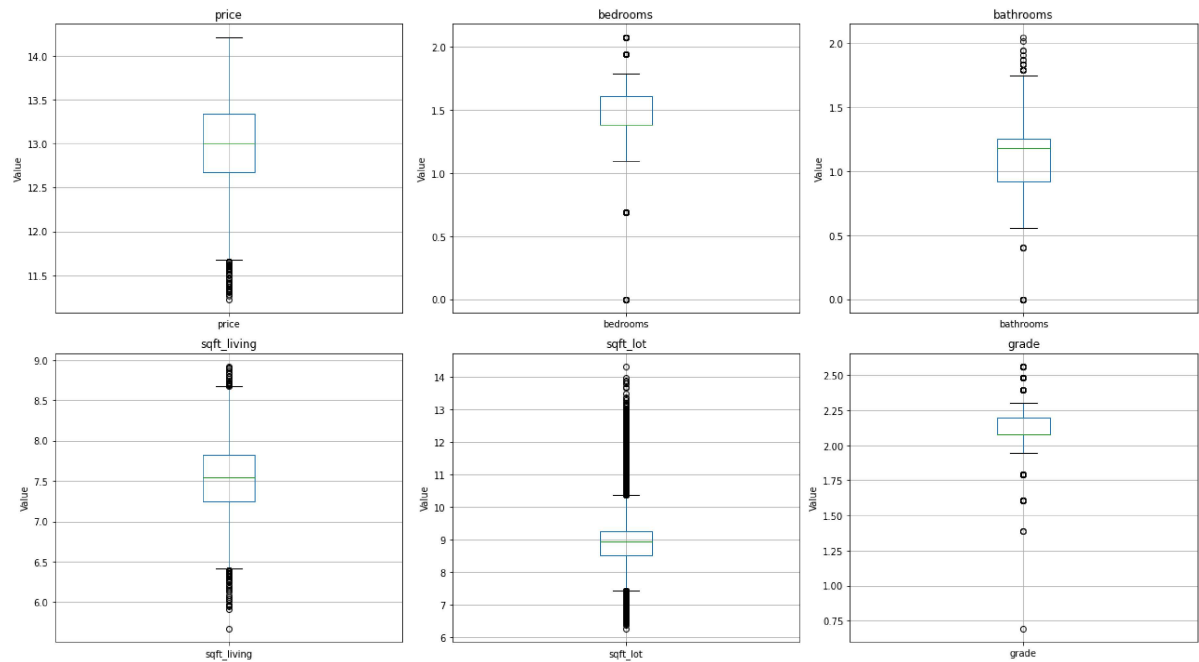 price
14.0
13.5
13.0
12.5
12.0
11.5
Value
price
bedrooms
2.0
1.5
1.0
0.5
0.0
Value
bedrooms
bathrooms
2.0
1.5
1.0
0.5
0.0
Value
bathrooms
sqft_living
9.0
8.5
8.0
7.5
7.0
6.5
6.0
Value
sqft_living
sqft_lot
14
13
12
11
10
9
8
7
6
Value
sqft_lot
grade
2.50
2.25
2.00
1.75
1.50
1.25
1.00
0.75
Value
grade